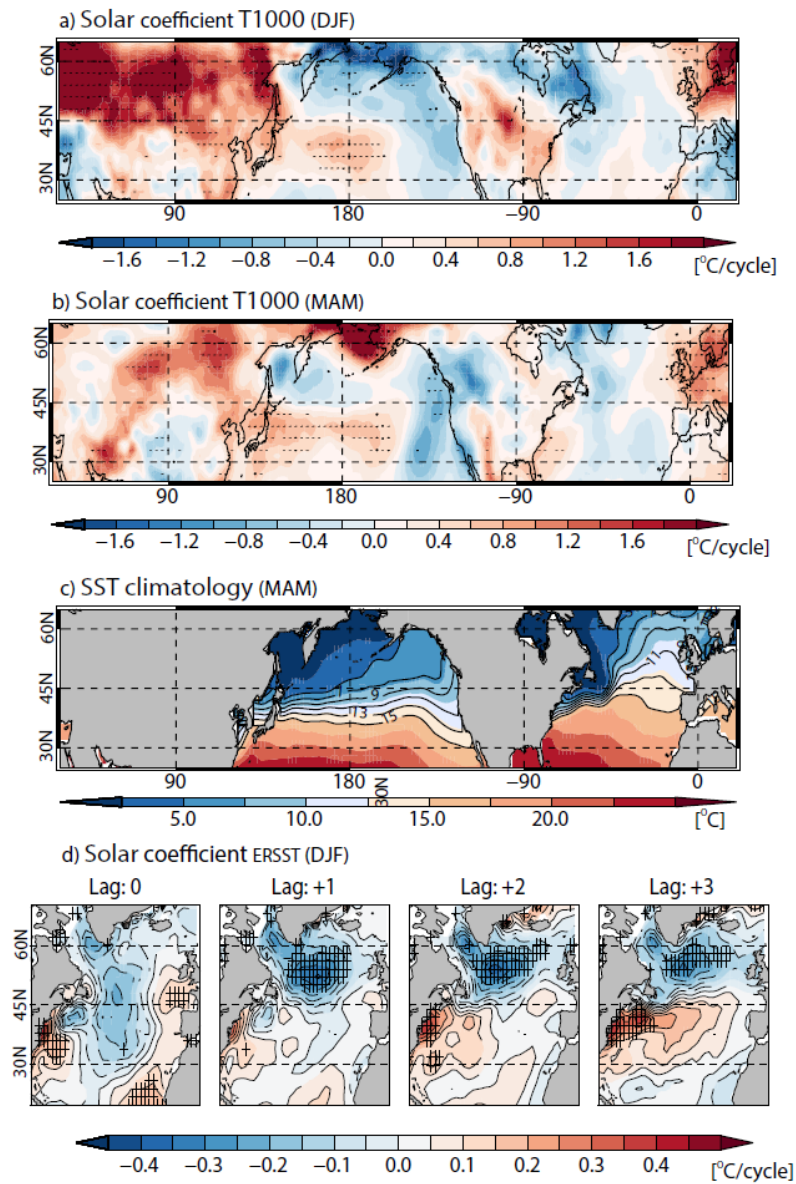 a) Solar coefficient T1000 (DJF)
60N
45N
30N
90 180 −90 0
−1.6 −1.2 −0.8 −0.4 0.0 0.4 0.8 1.2 1.6 [°C/cycle]
b) Solar coefficient T1000 (MAM)
60N
45N
30N
90 180 −90 0
−1.6 −1.2 −0.8 −0.4 0.0 0.4 0.8 1.2 1.6 [°C/cycle]
c) SST climatology (MAM)
60N
45N
30N
9
13
15
90 180 −90 0
30N
5.0 10.0 15.0 20.0 [°C]
d) Solar coefficient ERSST (DJF)
Lag: 0 Lag: +1 Lag: +2 Lag: +3
60N
45N
30N
−0.4 −0.3 −0.2 −0.1 0.0 0.1 0.2 0.3 0.4 [°C/cycle]